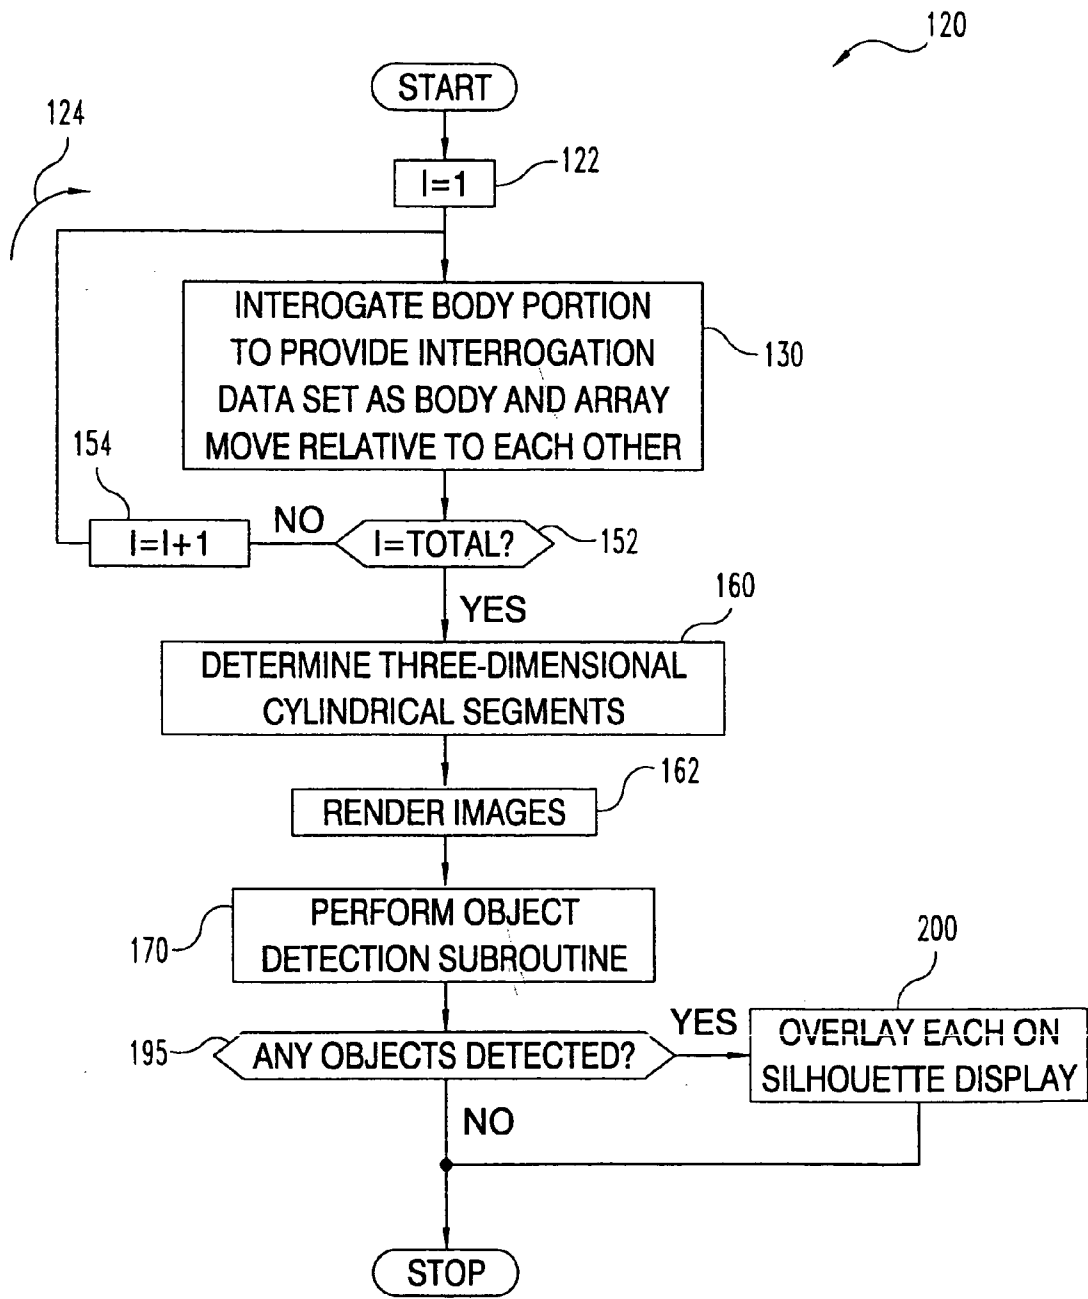 120
START
124
122
I=1
INTEROGATE BODY PORTION
TO PROVIDE INTERROGATION
DATA SET AS BODY AND ARRAY
MOVE RELATIVE TO EACH OTHER
130
154
NO
I=I+1
I=TOTAL?
152
YES
160
DETERMINE THREE-DIMENSIONAL
CYLINDRICAL SEGMENTS
162
RENDER IMAGES
PERFORM OBJECT
DETECTION SUBROUTINE
170
200
195
ANY OBJECTS DETECTED?
YES
OVERLAY EACH ON
SILHOUETTE DISPLAY
NO
STOP